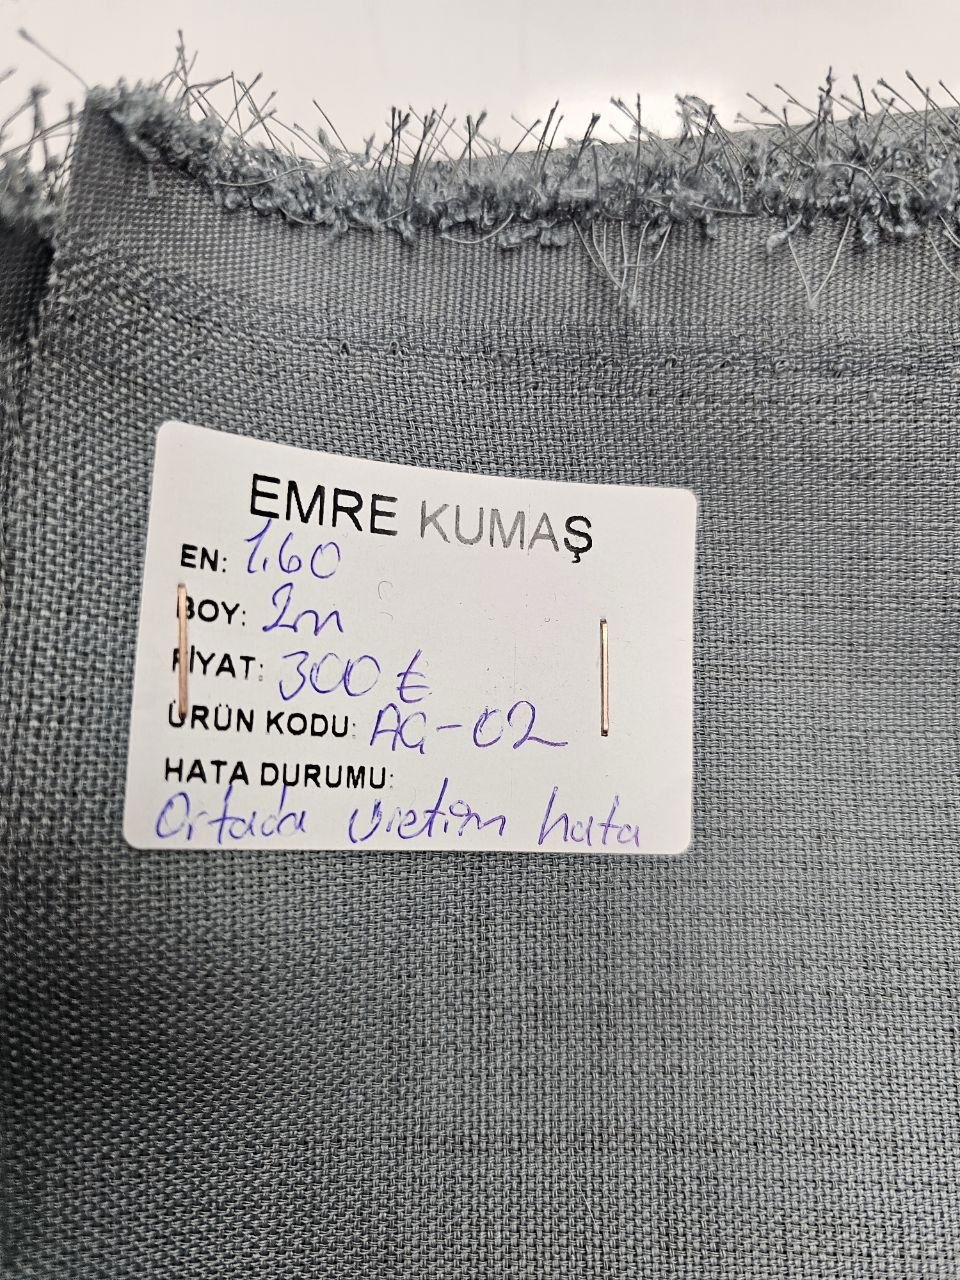 EMRE KUMAŞ
EN: 1.60
BOY: 2m
FİYAT: 300 ₺
ÜRÜN KODU: AG-02
HATA DURUMU:
Ortada üretim hata